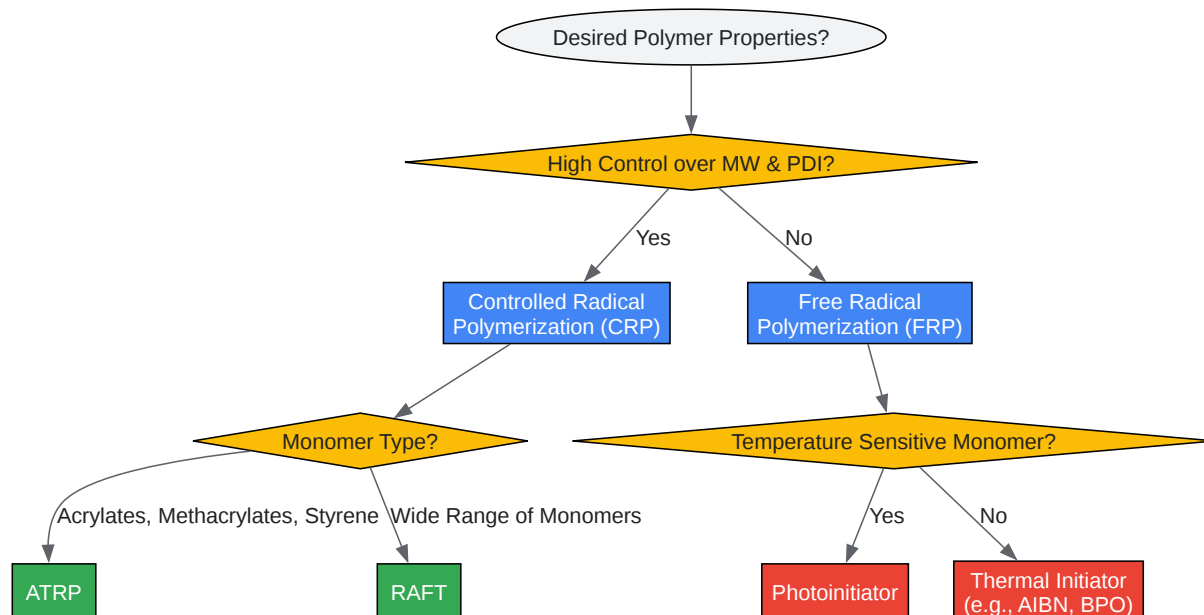 Desired Polymer Properties?
High Control over MW & PDI?
Yes
No
Controlled Radical
Polymerization (CRP)
Free Radical
Polymerization (FRP)
Monomer Type?
Temperature Sensitive Monomer?
Acrylates, Methacrylates, Styrene
Wide Range of Monomers
Yes
No
ATRP
RAFT
Photoinitiator
Thermal Initiator
(e.g., AIBN, BPO)